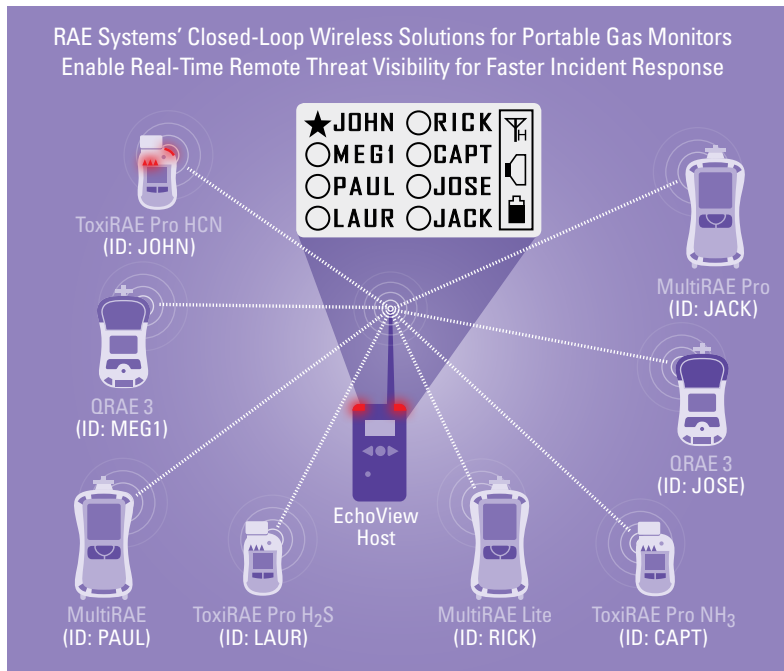 RAE Systems' Closed-Loop Wireless Solutions for Portable Gas Monitors
Enable Real-Time Remote Threat Visibility for Faster Incident Response
★JOHN ○RICK
○MEG1 ○CAPT
○PAUL ○JOSE
○LAUR ○JACK
H
ToxiRAE Pro HCN
(ID: JOHN)
MultiRAE Pro
(ID: JACK)
QRAE 3
(ID: MEG1)
QRAE 3
(ID: JOSE)
EchoView
Host
MultiRAE
(ID: PAUL)
ToxiRAE Pro H₂S
(ID: LAUR)
MultiRAE Lite
(ID: RICK)
ToxiRAE Pro NH₃
(ID: CAPT)